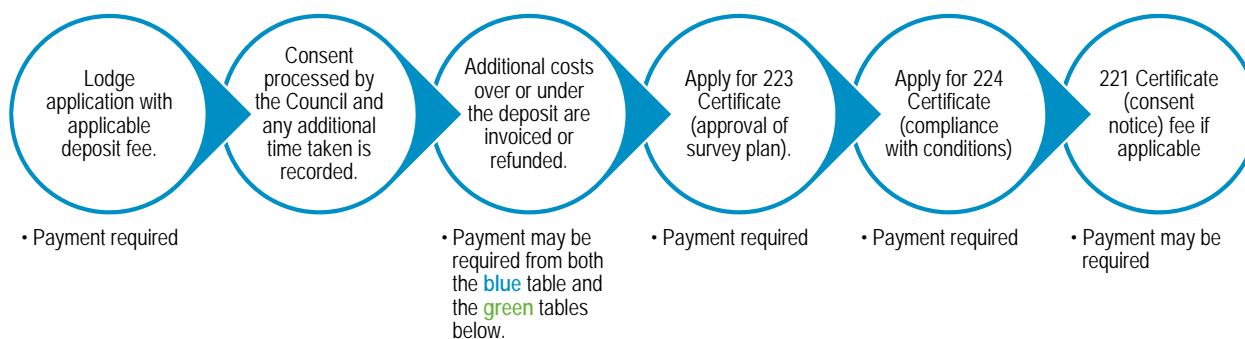 Lodge
application with
applicable
deposit fee.
Consent
processed by
the Council and
any additional
time taken is
recorded.
Additional costs
over or under
the deposit are
invoiced or
refunded.
Apply for 223
Certificate
(approval of
survey plan).
Apply for 224
Certificate
(compliance
with conditions)
221 Certificate
(consent
notice) fee if
applicable
• Payment required
• Payment may be
required from both
the blue table and
the green tables
below.
• Payment required
• Payment required
• Payment may be
required